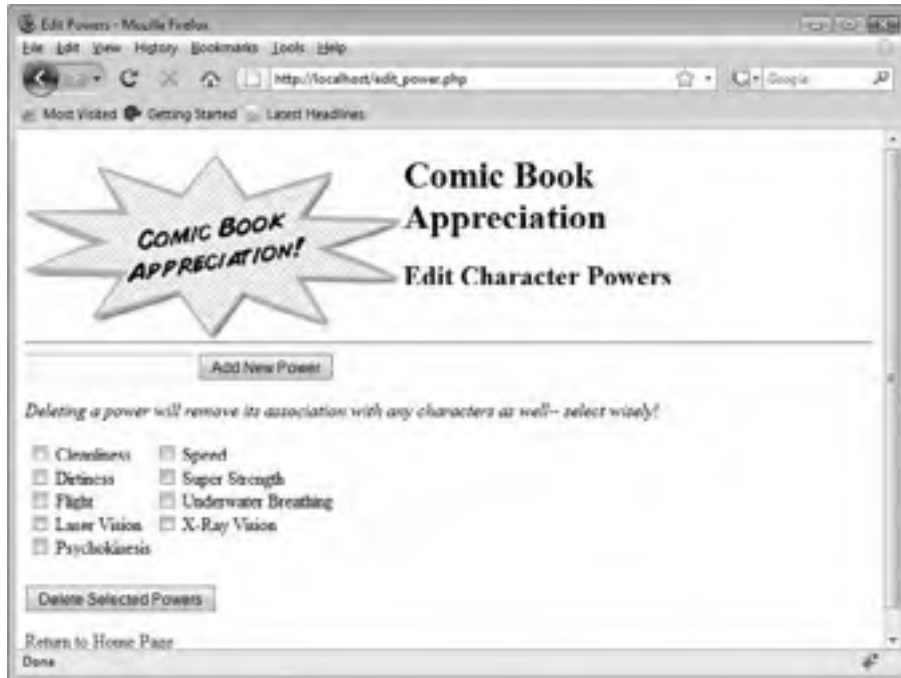 Edit Powers - Mozilla Firefox
File Edit View History Bookmarks Tools Help
http://localhost/edit_power.php
Google
Most Visited Getting Started Latest Headlines
COMIC BOOK
APPRECIATION!
Comic Book
Appreciation
Edit Character Powers
Add New Power
Deleting a power will remove its association with any characters as well-- select wisely!
Cleanliness Speed
Dirtiness Super Strength
Flight Underwater Breathing
Laser Vision X-Ray Vision
Psychokinesis
Delete Selected Powers
Return to Home Page
Done